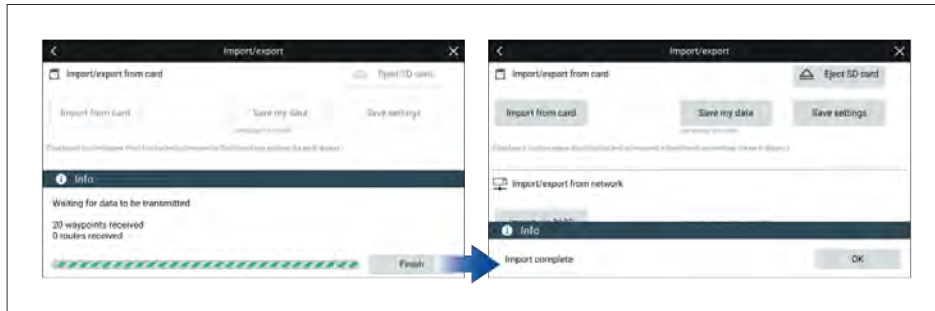 Import/export
Import/export from card
Eject SD card
Import from card
Save my data
Save settings
Info
Waiting for data to be transmitted
20 waypoints received
0 routes received
Finish
Import/export
Import/export from card
Eject SD card
Import from card
Save my data
Save settings
Import/export from network
Info
Import complete
OK